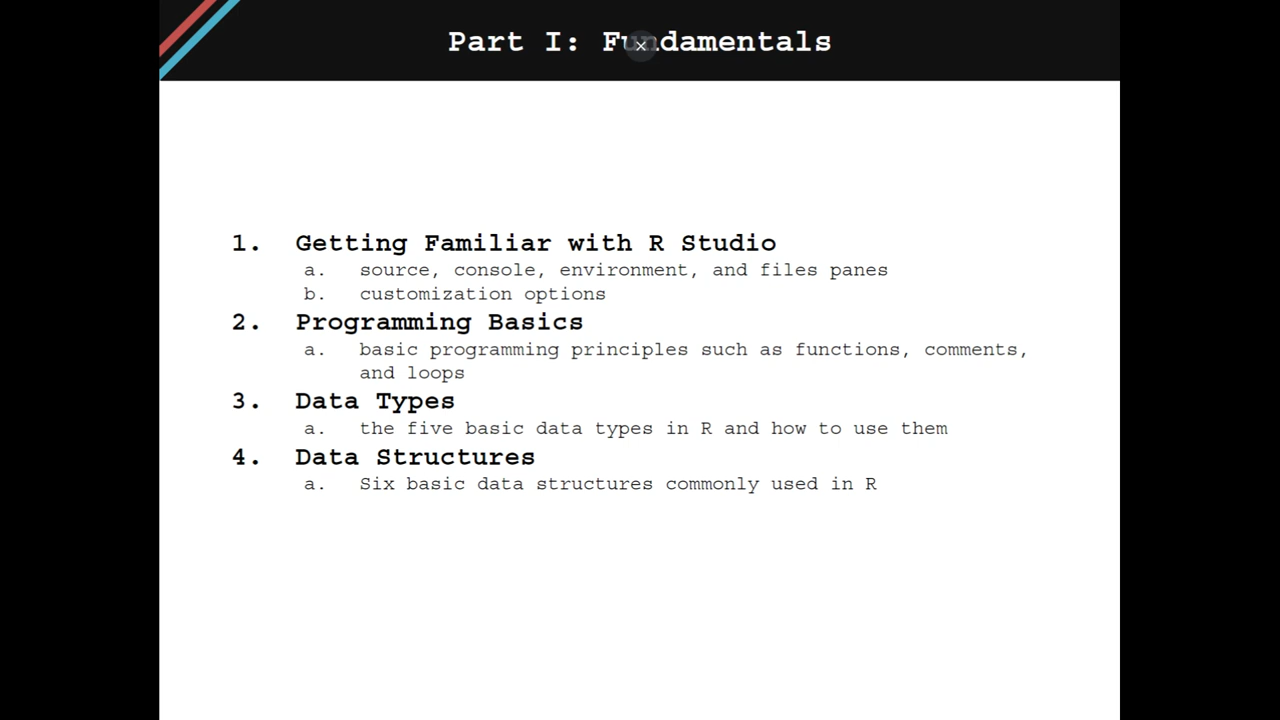 Part I: Fundamentals
1. Getting Familiar with R Studio
a. source, console, environment, and files panes
b. customization options
2. Programming Basics
a. basic programming principles such as functions, comments,
and loops
3. Data Types
a. the five basic data types in R and how to use them
4. Data Structures
a. Six basic data structures commonly used in R